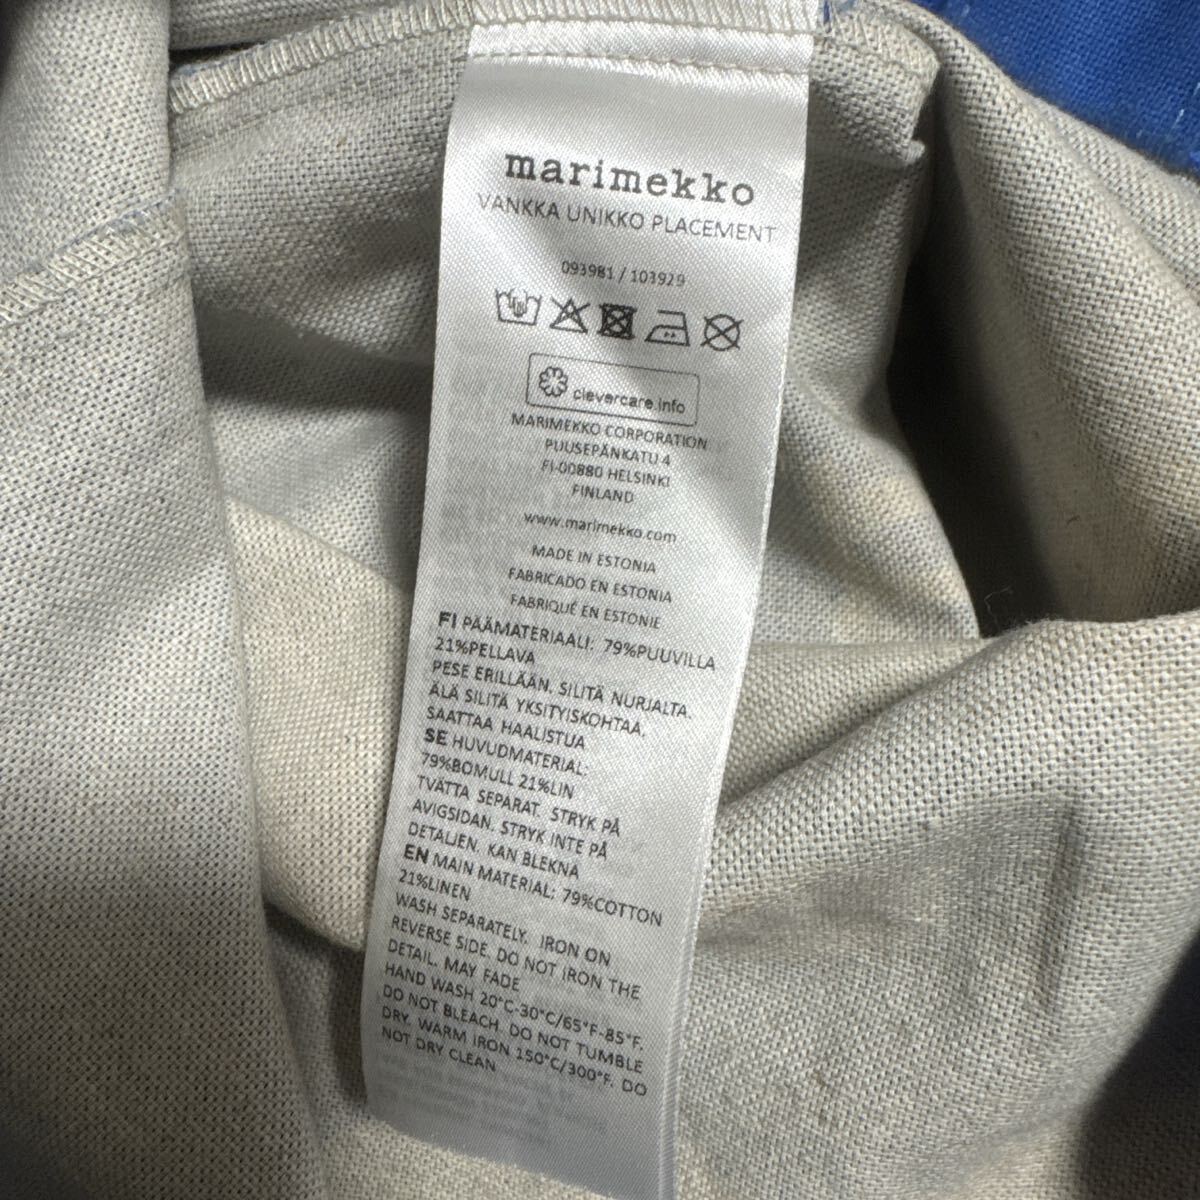 marimekko
VANKKA UNIKKO PLACEMENT
093981 / 103929
clevercare.info
MARIMEKKO CORPORATION
PUUSEPÄNKATU 4
FI-00880 HELSINKI
FINLAND
www.marimekko.com
MADE IN ESTONIA
FABRICADO EN ESTONIA
FABRIQUÉ EN ESTONIE
FI PÄÄMATERIAALI: 79%PUUVILLA
21%PELLAVA
PESE ERILLÄÄN. SILITÄ NURJALTA.
ÄLÄ SILITÄ YKSITYISKOHTAA.
SAATTAA HAALISTUA
SE HUVUDMATERIAL:
79%BOMULL 21%LIN
TVÄTTA SEPARAT. STRYK PÅ
AVIGSIDAN. STRYK INTE PÅ
DETALJEN. KAN BLEKNA
EN MAIN MATERIAL: 79%COTTON
21%LINEN
WASH SEPARATELY. IRON ON
REVERSE SIDE. DO NOT IRON THE
DETAIL. MAY FADE
HAND WASH 20°C-30°C/65°F-85°F.
DO NOT BLEACH. DO NOT TUMBLE
DRY. WARM IRON 150°C/300°F. DO
NOT DRY CLEAN